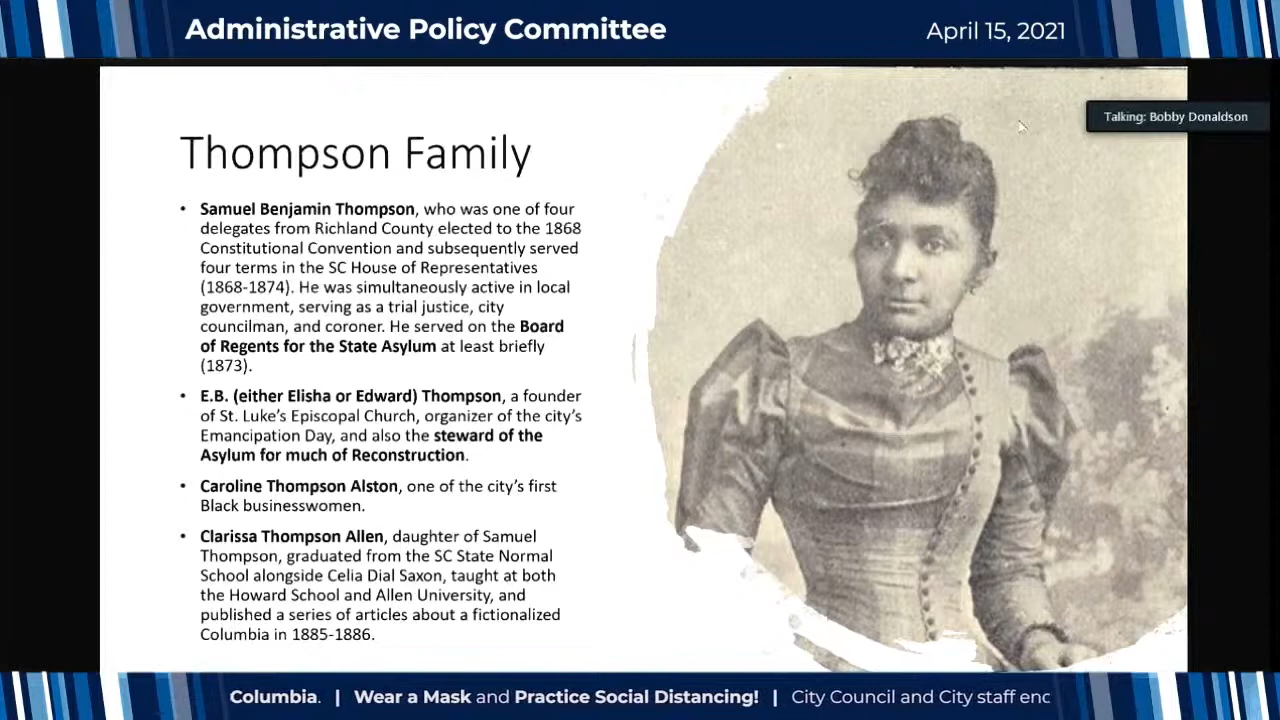 Administrative Policy Committee
April 15, 2021
Talking: Bobby Donaldson
Thompson Family
• Samuel Benjamin Thompson, who was one of four
delegates from Richland County elected to the 1868
Constitutional Convention and subsequently served
four terms in the SC House of Representatives
(1868-1874). He was simultaneously active in local
government, serving as a trial justice, city
councilman, and coroner. He served on the Board
of Regents for the State Asylum at least briefly
(1873).
• E.B. (either Elisha or Edward) Thompson, a founder
of St. Luke’s Episcopal Church, organizer of the city’s
Emancipation Day, and also the steward of the
Asylum for much of Reconstruction.
• Caroline Thompson Alston, one of the city’s first
Black businesswomen.
• Clarissa Thompson Allen, daughter of Samuel
Thompson, graduated from the SC State Normal
School alongside Celia Dial Saxon, taught at both
the Howard School and Allen University, and
published a series of articles about a fictionalized
Columbia in 1885-1886.
Columbia. | Wear a Mask and Practice Social Distancing! | City Council and City staff enc